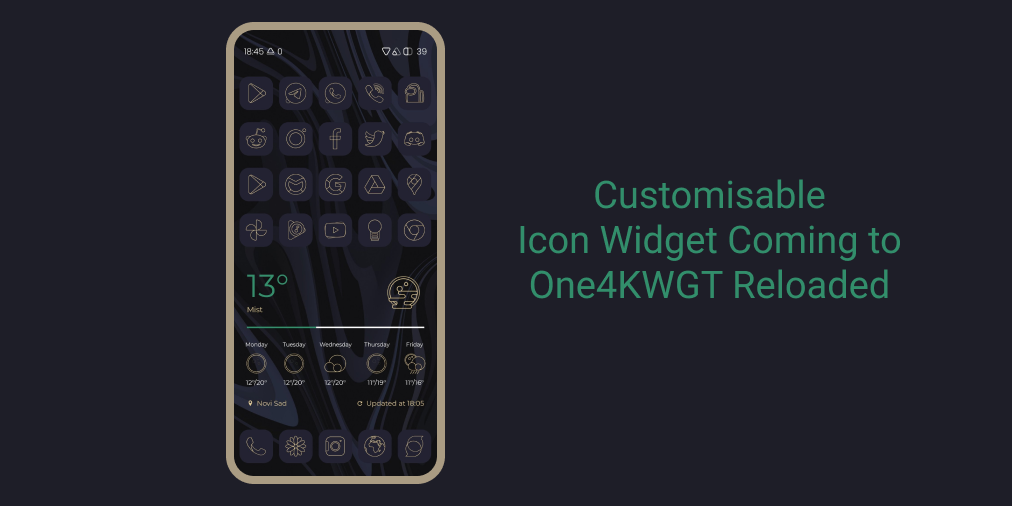 18:45 0 39
13°
Mist
Monday Tuesday Wednesday Thursday Friday
12°/20° 12°/20° 12°/20° 11°/19° 11°/16°
Novi Sad Updated at 18:05
Customisable
Icon Widget Coming to
One4KWGT Reloaded